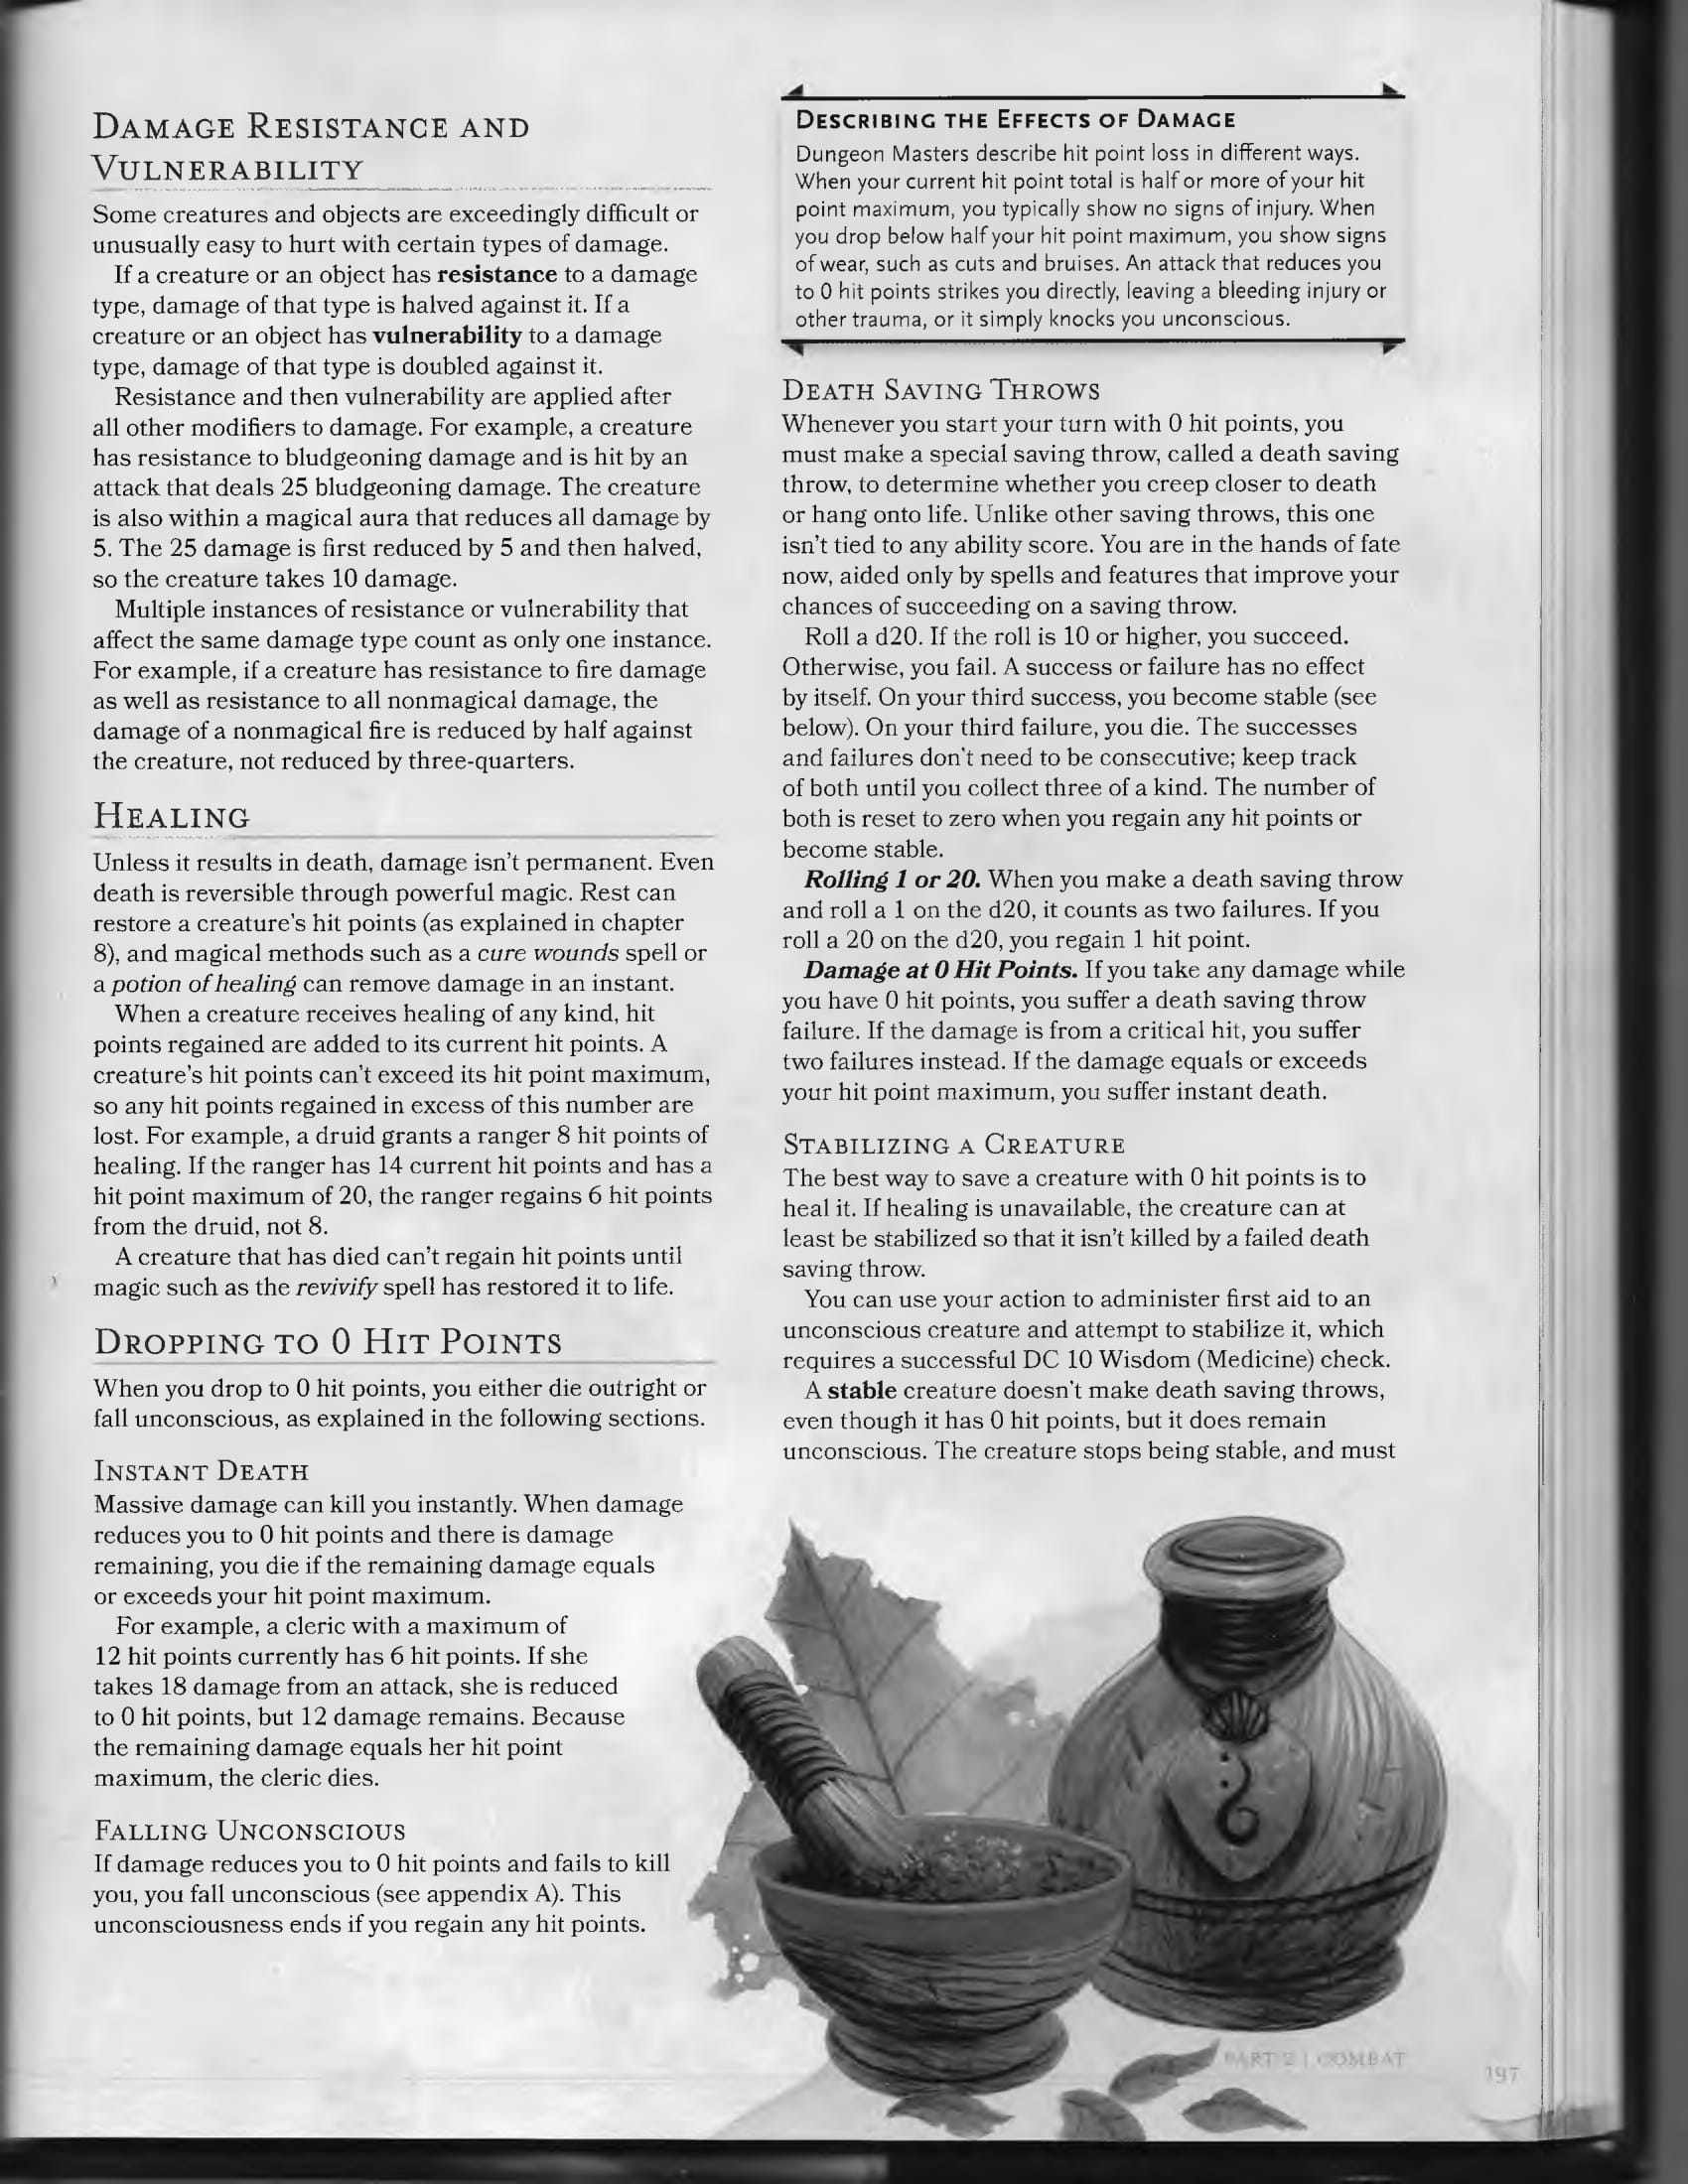 DAMAGE RESISTANCE AND
VULNERABILITY
Some creatures and objects are exceedingly difficult or
unusually easy to hurt with certain types of damage.
If a creature or an object has resistance to a damage
type, damage of that type is halved against it. If a
creature or an object has vulnerability to a damage
type, damage of that type is doubled against it.
Resistance and then vulnerability are applied after
all other modifiers to damage. For example, a creature
has resistance to bludgeoning damage and is hit by an
attack that deals 25 bludgeoning damage. The creature
is also within a magical aura that reduces all damage by
5. The 25 damage is first reduced by 5 and then halved,
so the creature takes 10 damage.
Multiple instances of resistance or vulnerability that
affect the same damage type count as only one instance.
For example, if a creature has resistance to fire damage
as well as resistance to all nonmagical damage, the
damage of a nonmagical fire is reduced by half against
the creature, not reduced by three-quarters.
HEALING
Unless it results in death, damage isn't permanent. Even
death is reversible through powerful magic. Rest can
restore a creature's hit points (as explained in chapter
8), and magical methods such as a cure wounds spell or
a potion of healing can remove damage in an instant.
When a creature receives healing of any kind, hit
points regained are added to its current hit points. A
creature's hit points can't exceed its hit point maximum,
so any hit points regained in excess of this number are
lost. For example, a druid grants a ranger 8 hit points of
healing. If the ranger has 14 current hit points and has a
hit point maximum of 20, the ranger regains 6 hit points
from the druid, not 8.
A creature that has died can't regain hit points until
magic such as the revivify spell has restored it to life.
DROPPING TO 0 HIT POINTS
When you drop to 0 hit points, you either die outright or
fall unconscious, as explained in the following sections.
INSTANT DEATH
Massive damage can kill you instantly. When damage
reduces you to 0 hit points and there is damage
remaining, you die if the remaining damage equals
or exceeds your hit point maximum.
For example, a cleric with a maximum of
12 hit points currently has 6 hit points. If she
takes 18 damage from an attack, she is reduced
to 0 hit points, but 12 damage remains. Because
the remaining damage equals her hit point
maximum, the cleric dies.
FALLING UNCONSCIOUS
If damage reduces you to 0 hit points and fails to kill
you, you fall unconscious (see appendix A). This
unconsciousness ends if you regain any hit points.
DESCRIBING THE EFFECTS OF DAMAGE
Dungeon Masters describe hit point loss in different ways.
When your current hit point total is half or more of your hit
point maximum, you typically show no signs of injury. When
you drop below half your hit point maximum, you show signs
of wear, such as cuts and bruises. An attack that reduces you
to 0 hit points strikes you directly, leaving a bleeding injury or
other trauma, or it simply knocks you unconscious.
DEATH SAVING THROWS
Whenever you start your turn with 0 hit points, you
must make a special saving throw, called a death saving
throw, to determine whether you creep closer to death
or hang onto life. Unlike other saving throws, this one
isn't tied to any ability score. You are in the hands of fate
now, aided only by spells and features that improve your
chances of succeeding on a saving throw.
Roll a d20. If the roll is 10 or higher, you succeed.
Otherwise, you fail. A success or failure has no effect
by itself. On your third success, you become stable (see
below). On your third failure, you die. The successes
and failures don't need to be consecutive; keep track
of both until you collect three of a kind. The number of
both is reset to zero when you regain any hit points or
become stable.
Rolling 1 or 20. When you make a death saving throw
and roll a 1 on the d20, it counts as two failures. If you
roll a 20 on the d20, you regain 1 hit point.
Damage at 0 Hit Points. If you take any damage while
you have 0 hit points, you suffer a death saving throw
failure. If the damage is from a critical hit, you suffer
two failures instead. If the damage equals or exceeds
your hit point maximum, you suffer instant death.
STABILIZING A CREATURE
The best way to save a creature with 0 hit points is to
heal it. If healing is unavailable, the creature can at
least be stabilized so that it isn't killed by a failed death
saving throw.
You can use your action to administer first aid to an
unconscious creature and attempt to stabilize it, which
requires a successful DC 10 Wisdom (Medicine) check.
A stable creature doesn't make death saving throws,
even though it has 0 hit points, but it does remain
unconscious. The creature stops being stable, and must
PART 2 | COMBAT
197